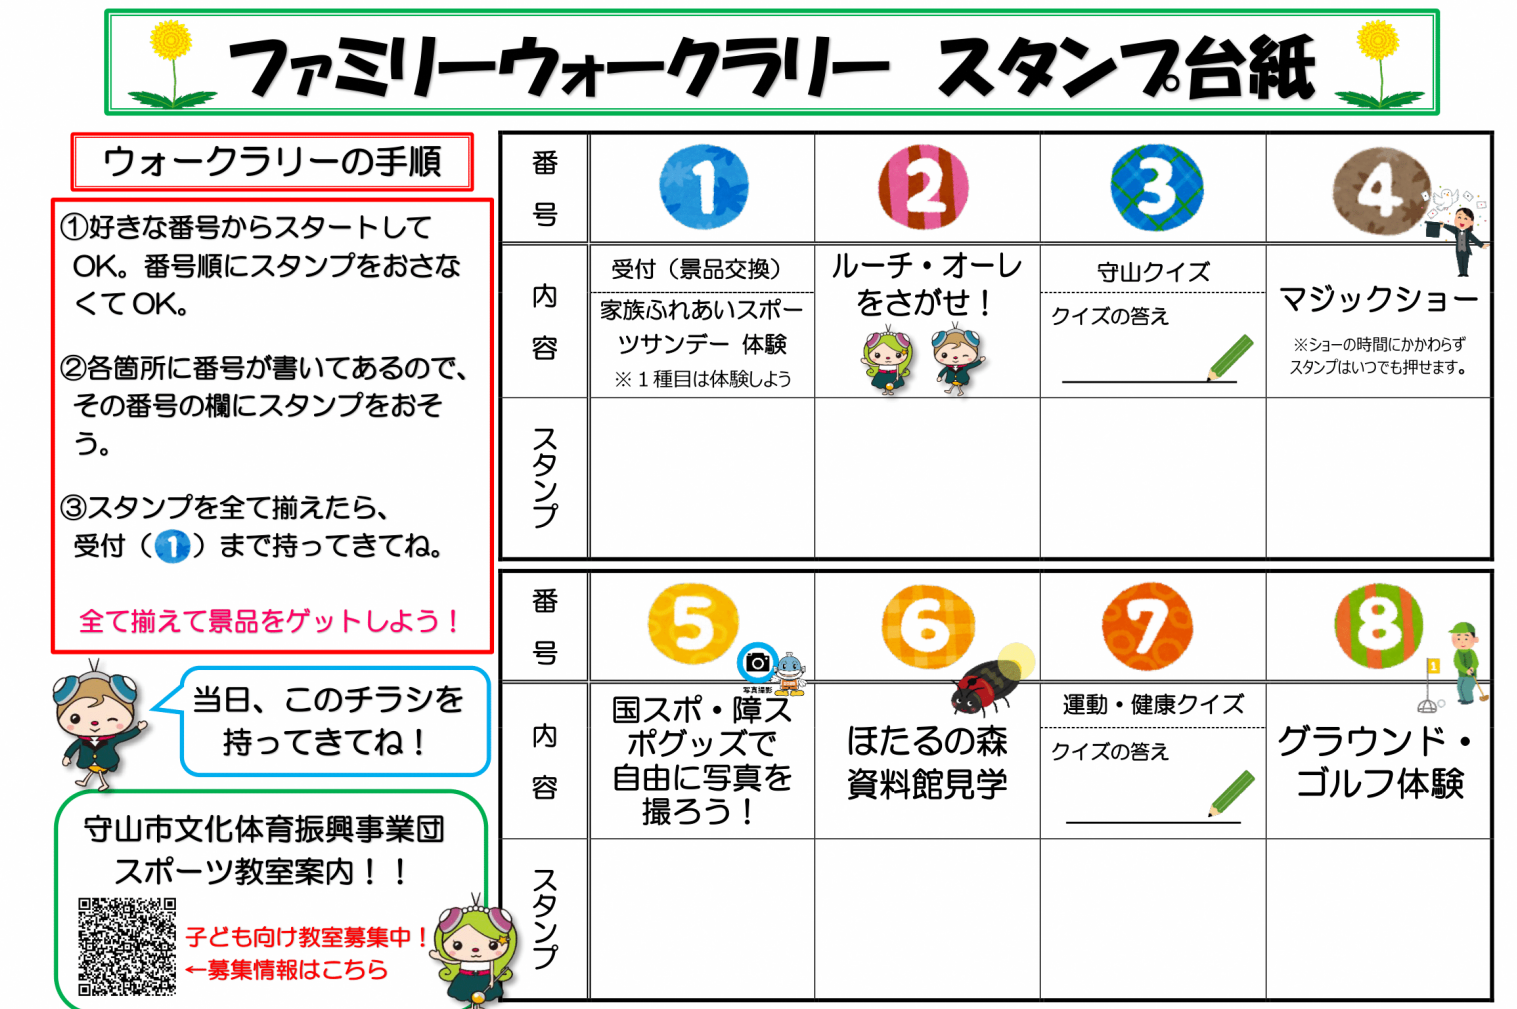 ファミリーウォークラリー　スタンプ台紙
ウォークラリーの手順
①好きな番号からスタートして
OK。番号順にスタンプをおさな
くてOK。
②各箇所に番号が書いてあるので、
その番号の欄にスタンプをおそ
う。
③スタンプを全て揃えたら、
受付（1）まで持ってきてね。
全て揃えて景品をゲットしよう！
当日、このチラシを
持ってきてね！
守山市文化体育振興事業団
スポーツ教室案内！！
子ども向け教室募集中！
←募集情報はこちら
番号
1
2
3
4
内容
受付（景品交換）
家族ふれあいスポー
ツサンデー 体験
※１種目は体験しよう
ルーチ・オーレ
をさがせ！
守山クイズ
クイズの答え
マジックショー
※ショーの時間にかかわらず
スタンプはいつでも押せます。
スタンプ
番号
5
写真撮影
6
7
8
1
内容
国スポ・障ス
ポグッズで
自由に写真を
撮ろう！
ほたるの森
資料館見学
運動・健康クイズ
クイズの答え
グラウンド・
ゴルフ体験
スタンプ